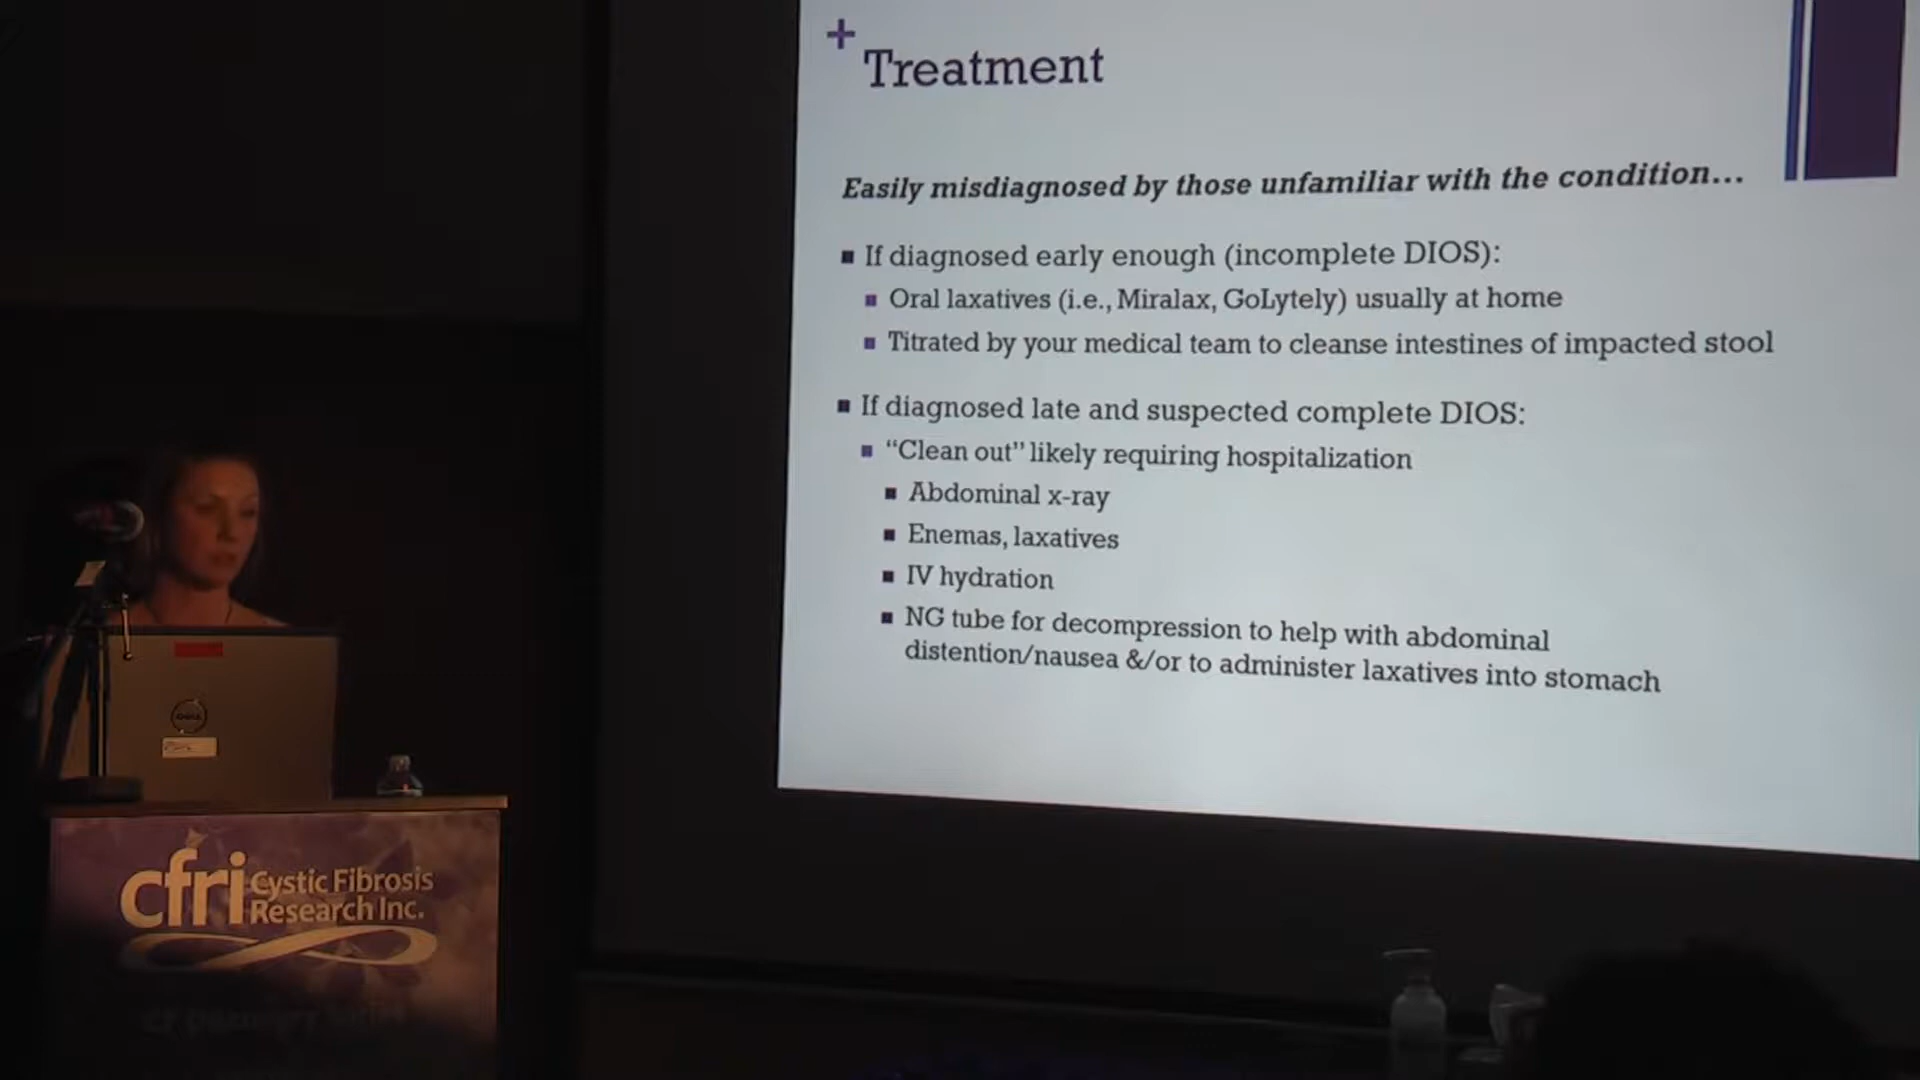 +
Treatment
Easily misdiagnosed by those unfamiliar with the condition...
▪ If diagnosed early enough (incomplete DIOS):
▪ Oral laxatives (i.e., Miralax, GoLytely) usually at home
▪ Titrated by your medical team to cleanse intestines of impacted stool
▪ If diagnosed late and suspected complete DIOS:
▪ “Clean out” likely requiring hospitalization
▪ Abdominal x-ray
▪ Enemas, laxatives
▪ IV hydration
▪ NG tube for decompression to help with abdominal
distention/nausea &/or to administer laxatives into stomach
DELL
cfri Cystic Fibrosis
Research Inc.